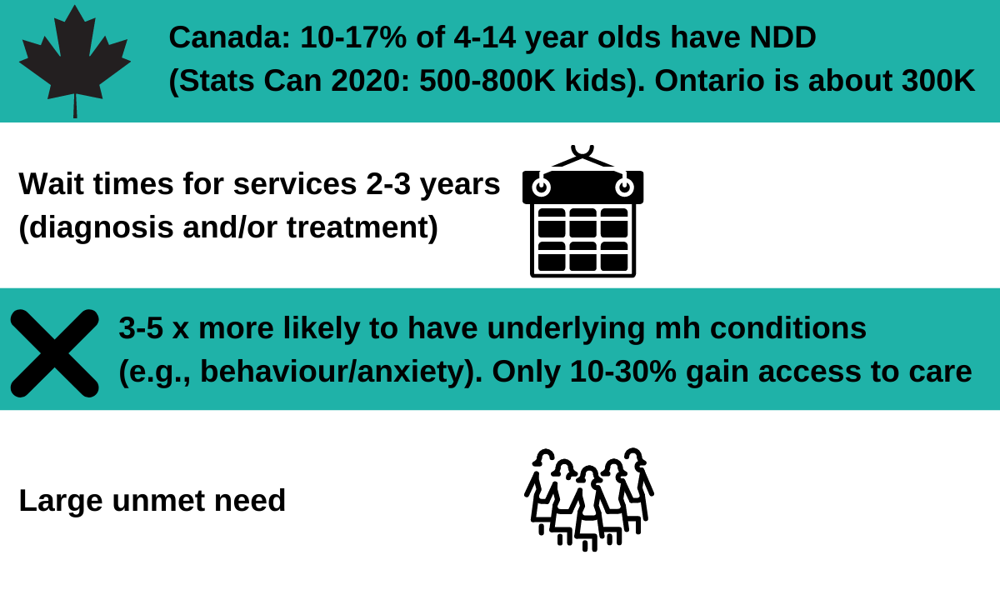 Canada: 10-17% of 4-14 year olds have NDD
(Stats Can 2020: 500-800K kids). Ontario is about 300K
Wait times for services 2-3 years
(diagnosis and/or treatment)
3-5 x more likely to have underlying mh conditions
(e.g., behaviour/anxiety). Only 10-30% gain access to care
Large unmet need